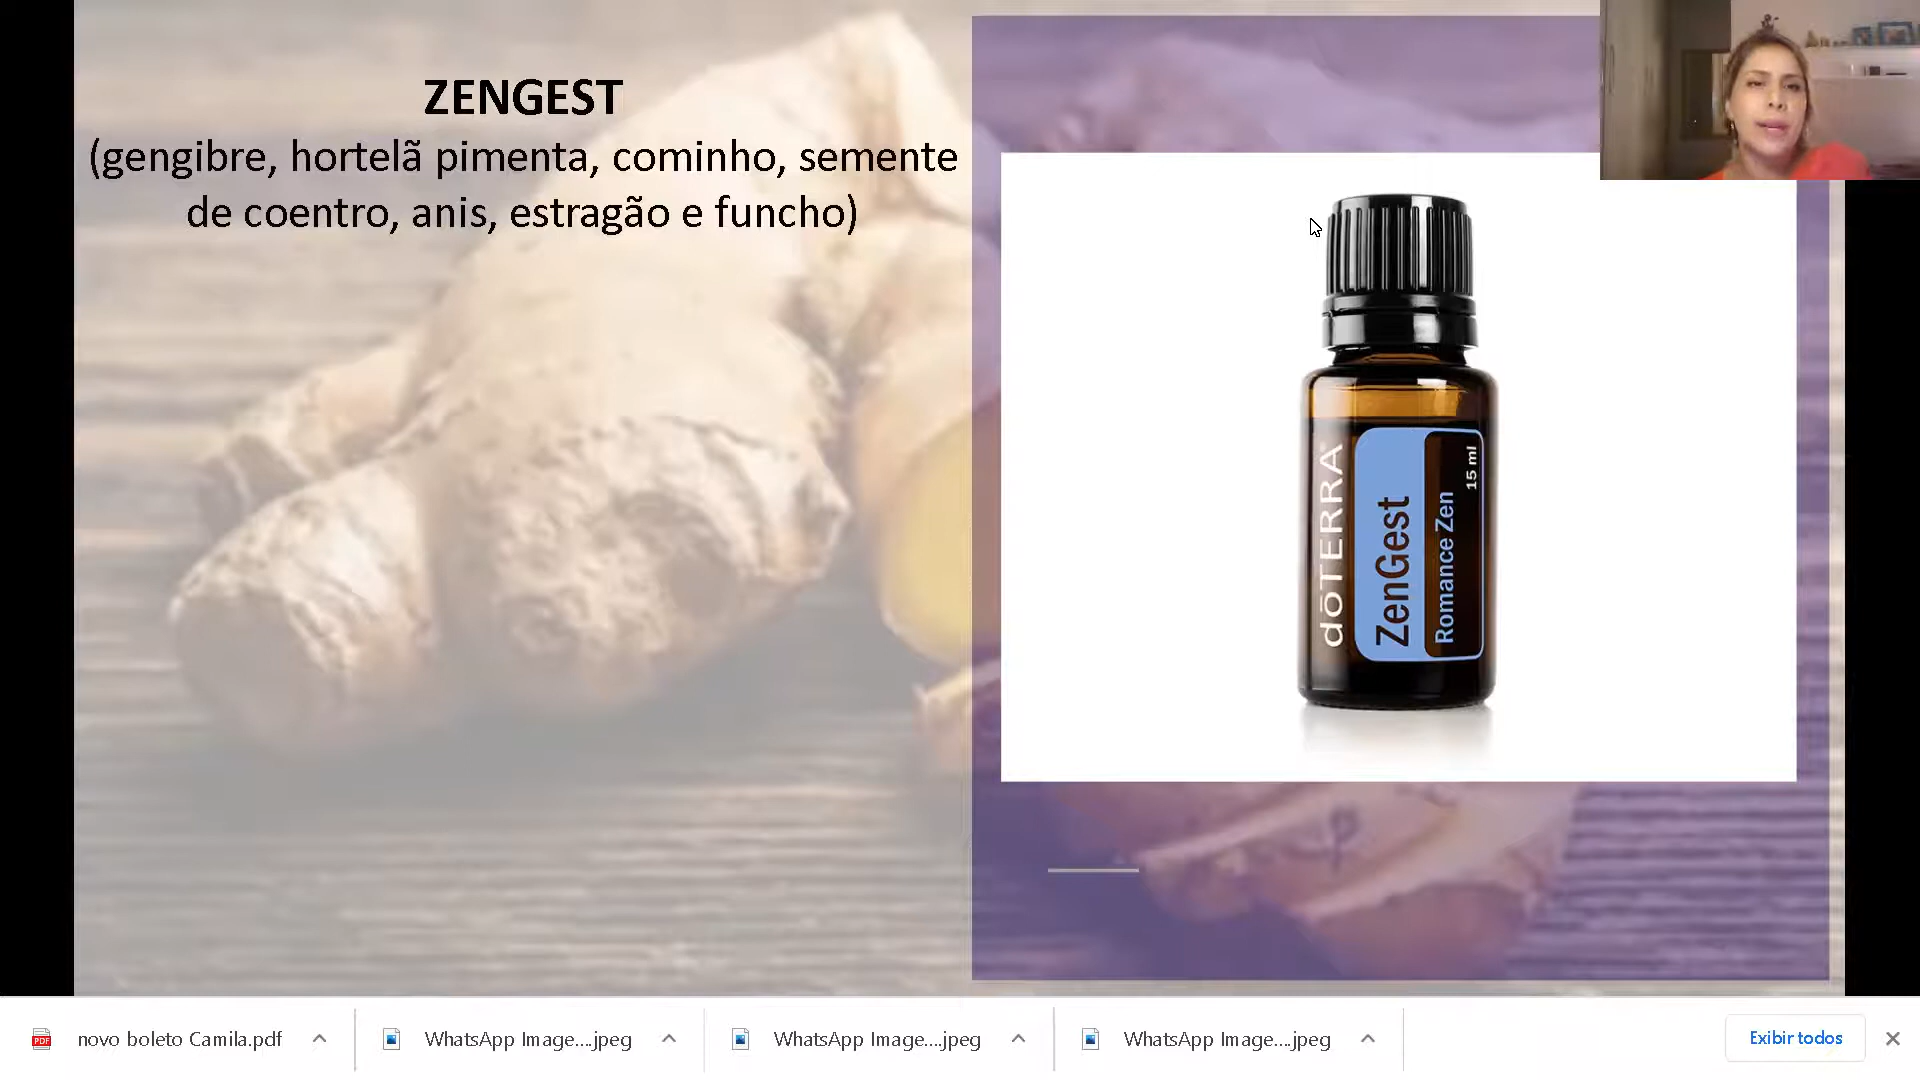 ZENGEST
(gengibre, hortelã pimenta, cominho, semente
de coentro, anis, estragão e funcho)
dōTERRA
ZenGest
Romance Zen
15 ml
novo boleto Camila.pdf
WhatsApp Image....jpeg
WhatsApp Image....jpeg
WhatsApp Image....jpeg
Exibir todos
PDF